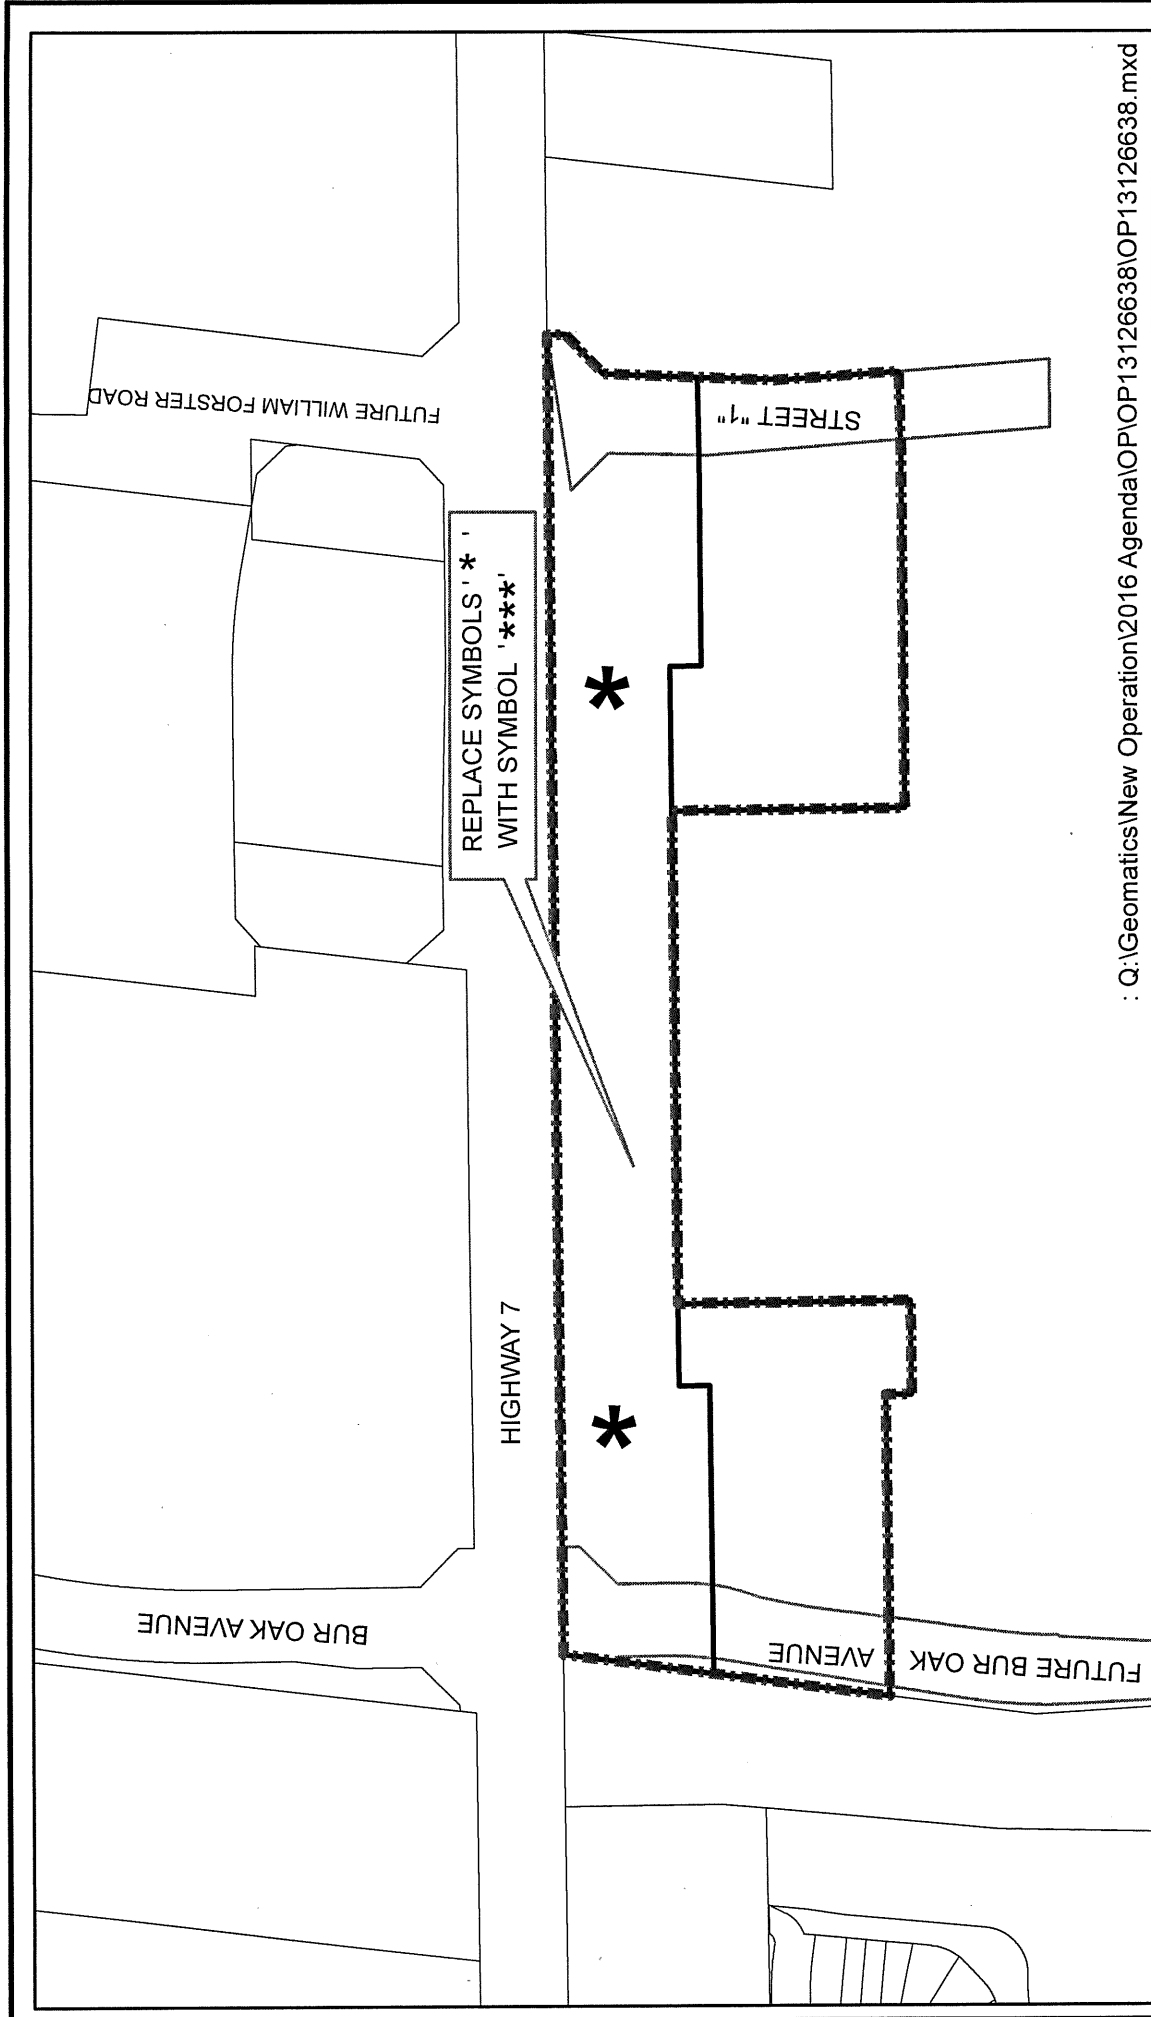 BUR OAK AVENUE
FUTURE WILLIAM FORSTER ROAD
HIGHWAY 7
REPLACE SYMBOLS '*'
WITH SYMBOL '***'
*
*
STREET "1"
FUTURE BUR OAK
AVENUE
: Q:\Geomatics\New Operation\2016 Agenda\OP\OP13126638\OP13126638.mxd